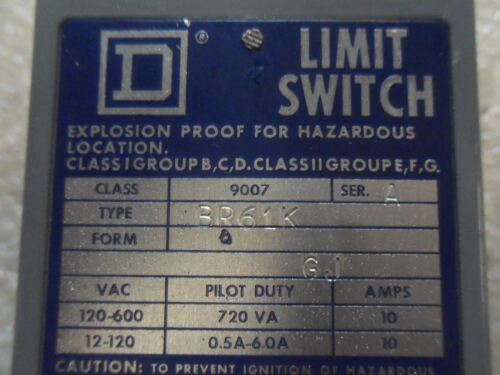 D ® LIMIT
SWITCH
EXPLOSION PROOF FOR HAZARDOUS
LOCATION.
CLASS I GROUP B,C,D. CLASS II GROUP E,F,G.
CLASS 9007 SER. A
TYPE BR61K
FORM
GJ
VAC PILOT DUTY AMPS
120-600 720 VA 10
12-120 0.5A-6.0A 10
CAUTION: TO PREVENT IGNITION OF HAZARDOUS